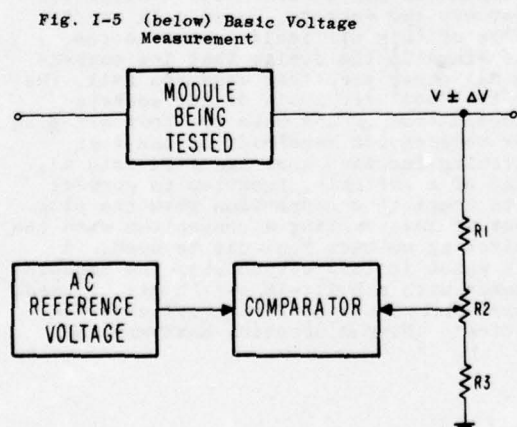 Fig. I-5 (below) Basic Voltage
Measurement
MODULE
BEING
TESTED
V ± ΔV
R1
AC
REFERENCE
VOLTAGE
COMPARATOR
R2
R3